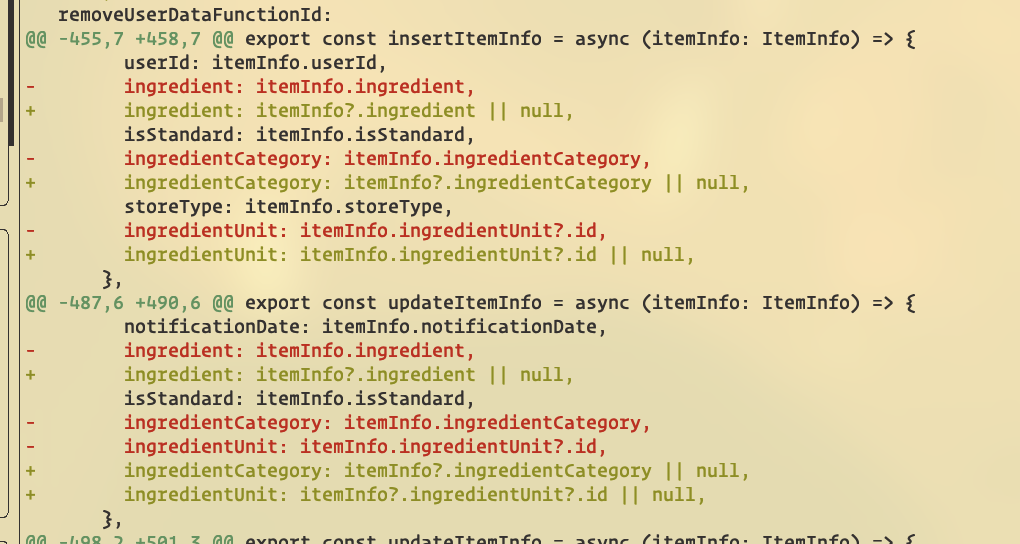 removeUserDataFunctionId:
@@ -455,7 +458,7 @@ export const insertItemInfo = async (itemInfo: ItemInfo) => {
userId: itemInfo.userId,
- ingredient: itemInfo.ingredient,
+ ingredient: itemInfo?.ingredient || null,
isStandard: itemInfo.isStandard,
- ingredientCategory: itemInfo.ingredientCategory,
+ ingredientCategory: itemInfo?.ingredientCategory || null,
storeType: itemInfo.storeType,
- ingredientUnit: itemInfo.ingredientUnit?.id,
+ ingredientUnit: itemInfo.ingredientUnit?.id || null,
},
@@ -487,6 +490,6 @@ export const updateItemInfo = async (itemInfo: ItemInfo) => {
notificationDate: itemInfo.notificationDate,
- ingredient: itemInfo.ingredient,
+ ingredient: itemInfo?.ingredient || null,
isStandard: itemInfo.isStandard,
- ingredientCategory: itemInfo.ingredientCategory,
- ingredientUnit: itemInfo.ingredientUnit?.id,
+ ingredientCategory: itemInfo?.ingredientCategory || null,
+ ingredientUnit: itemInfo?.ingredientUnit?.id || null,
},
@@ -498,2 +501,3 @@ export const updateItemInfo = async (itemInfo: ItemInfo) => {